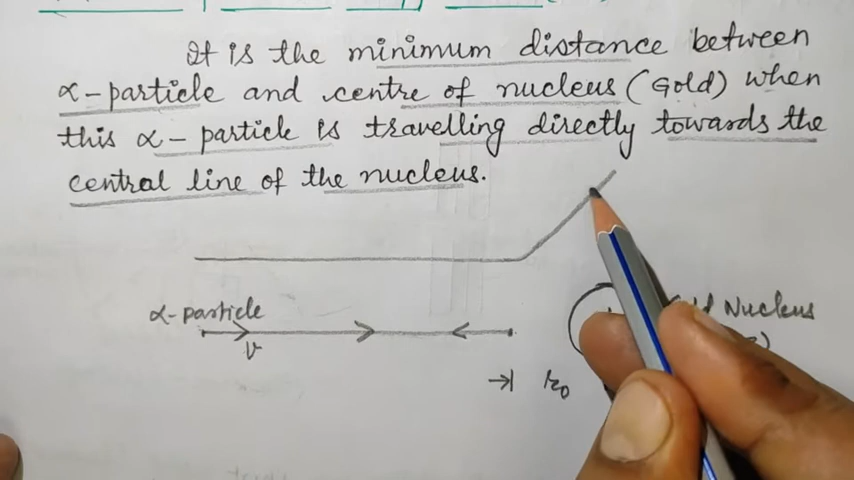 It is the minimum distance between
α-particle and centre of nucleus (Gold) when
this α-particle is travelling directly towards the
central line of the nucleus.
α-particle
Nucleus
v
r₀